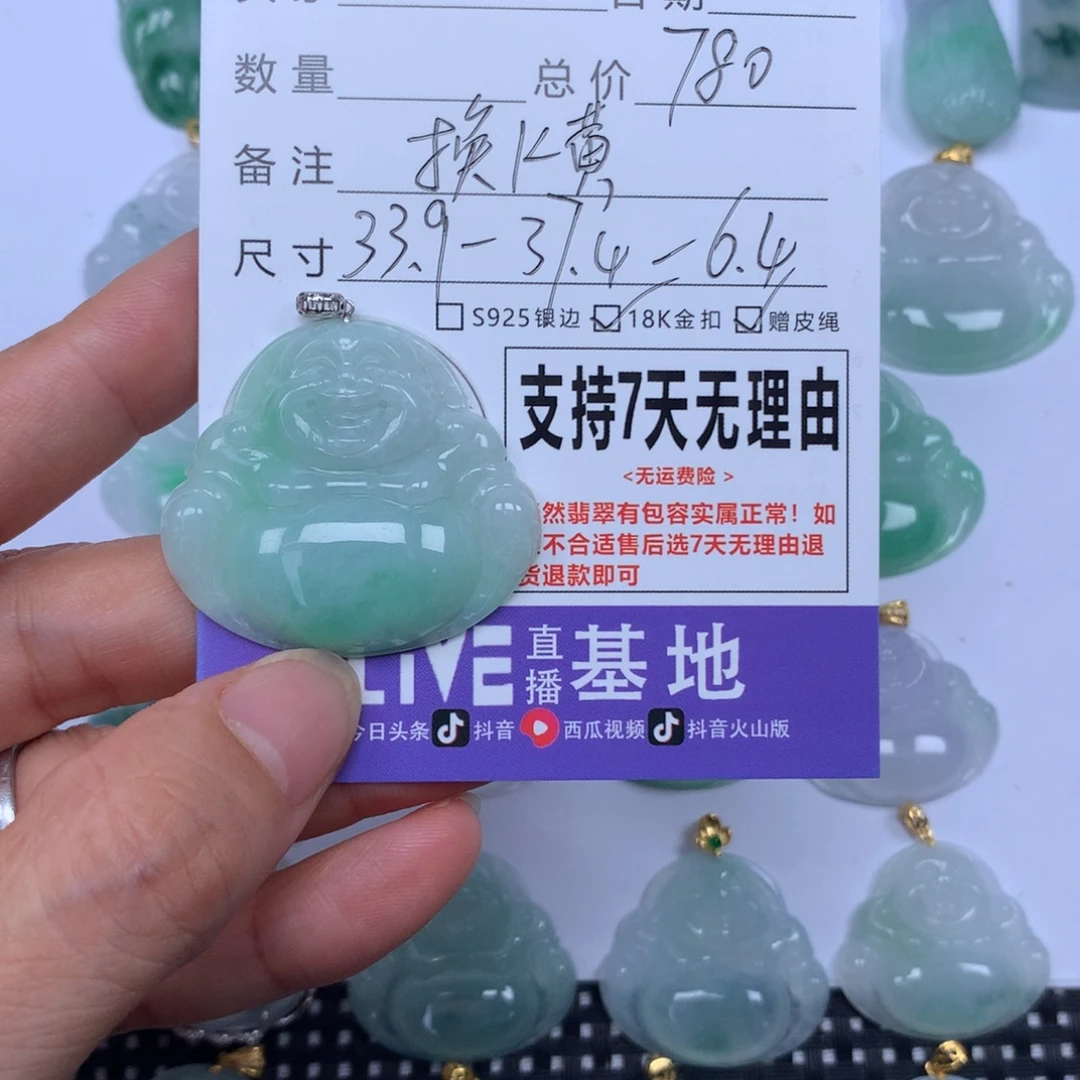 数量 总价 780
备注 换K黄
尺寸 33.9-37.4-6.4
S925银边 18K金扣 赠皮绳
支持7天无理由
<无运费险>
然翡翠有包容实属正常！如
不合适售后选7天无理由退
货退款即可
LIVE 直播 基地
今日头条 抖音 西瓜视频 抖音火山版